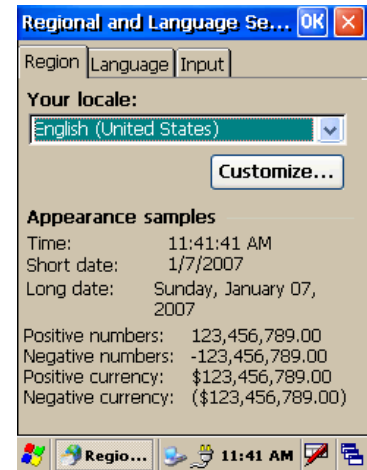 Regional and Language Se... OK
Region Language Input
Your locale:
English (United States)
Customize...
Appearance samples
Time: 11:41:41 AM
Short date: 1/7/2007
Long date: Sunday, January 07,
2007
Positive numbers: 123,456,789.00
Negative numbers: -123,456,789.00
Positive currency: $123,456,789.00
Negative currency: ($123,456,789.00)
Regio... 11:41 AM